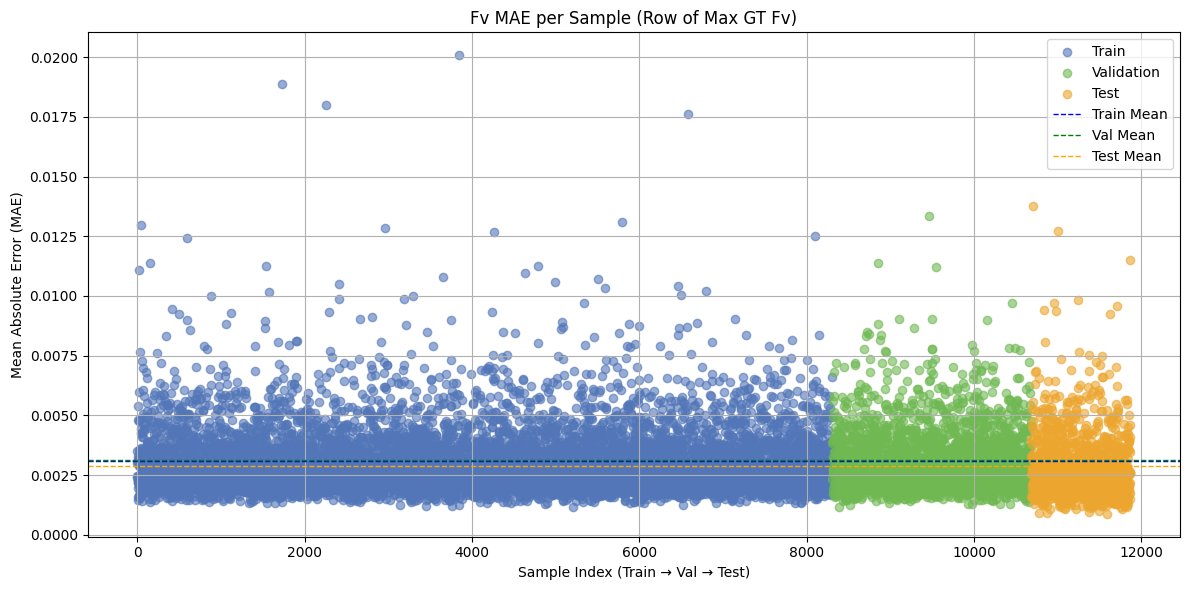 Fv MAE per Sample (Row of Max GT Fv)
Mean Absolute Error (MAE)
0.0200
0.0175
0.0150
0.0125
0.0100
0.0075
0.0050
0.0025
0.0000
Train
Validation
Test
Train Mean
Val Mean
Test Mean
0 2000 4000 6000 8000 10000 12000
Sample Index (Train → Val → Test)